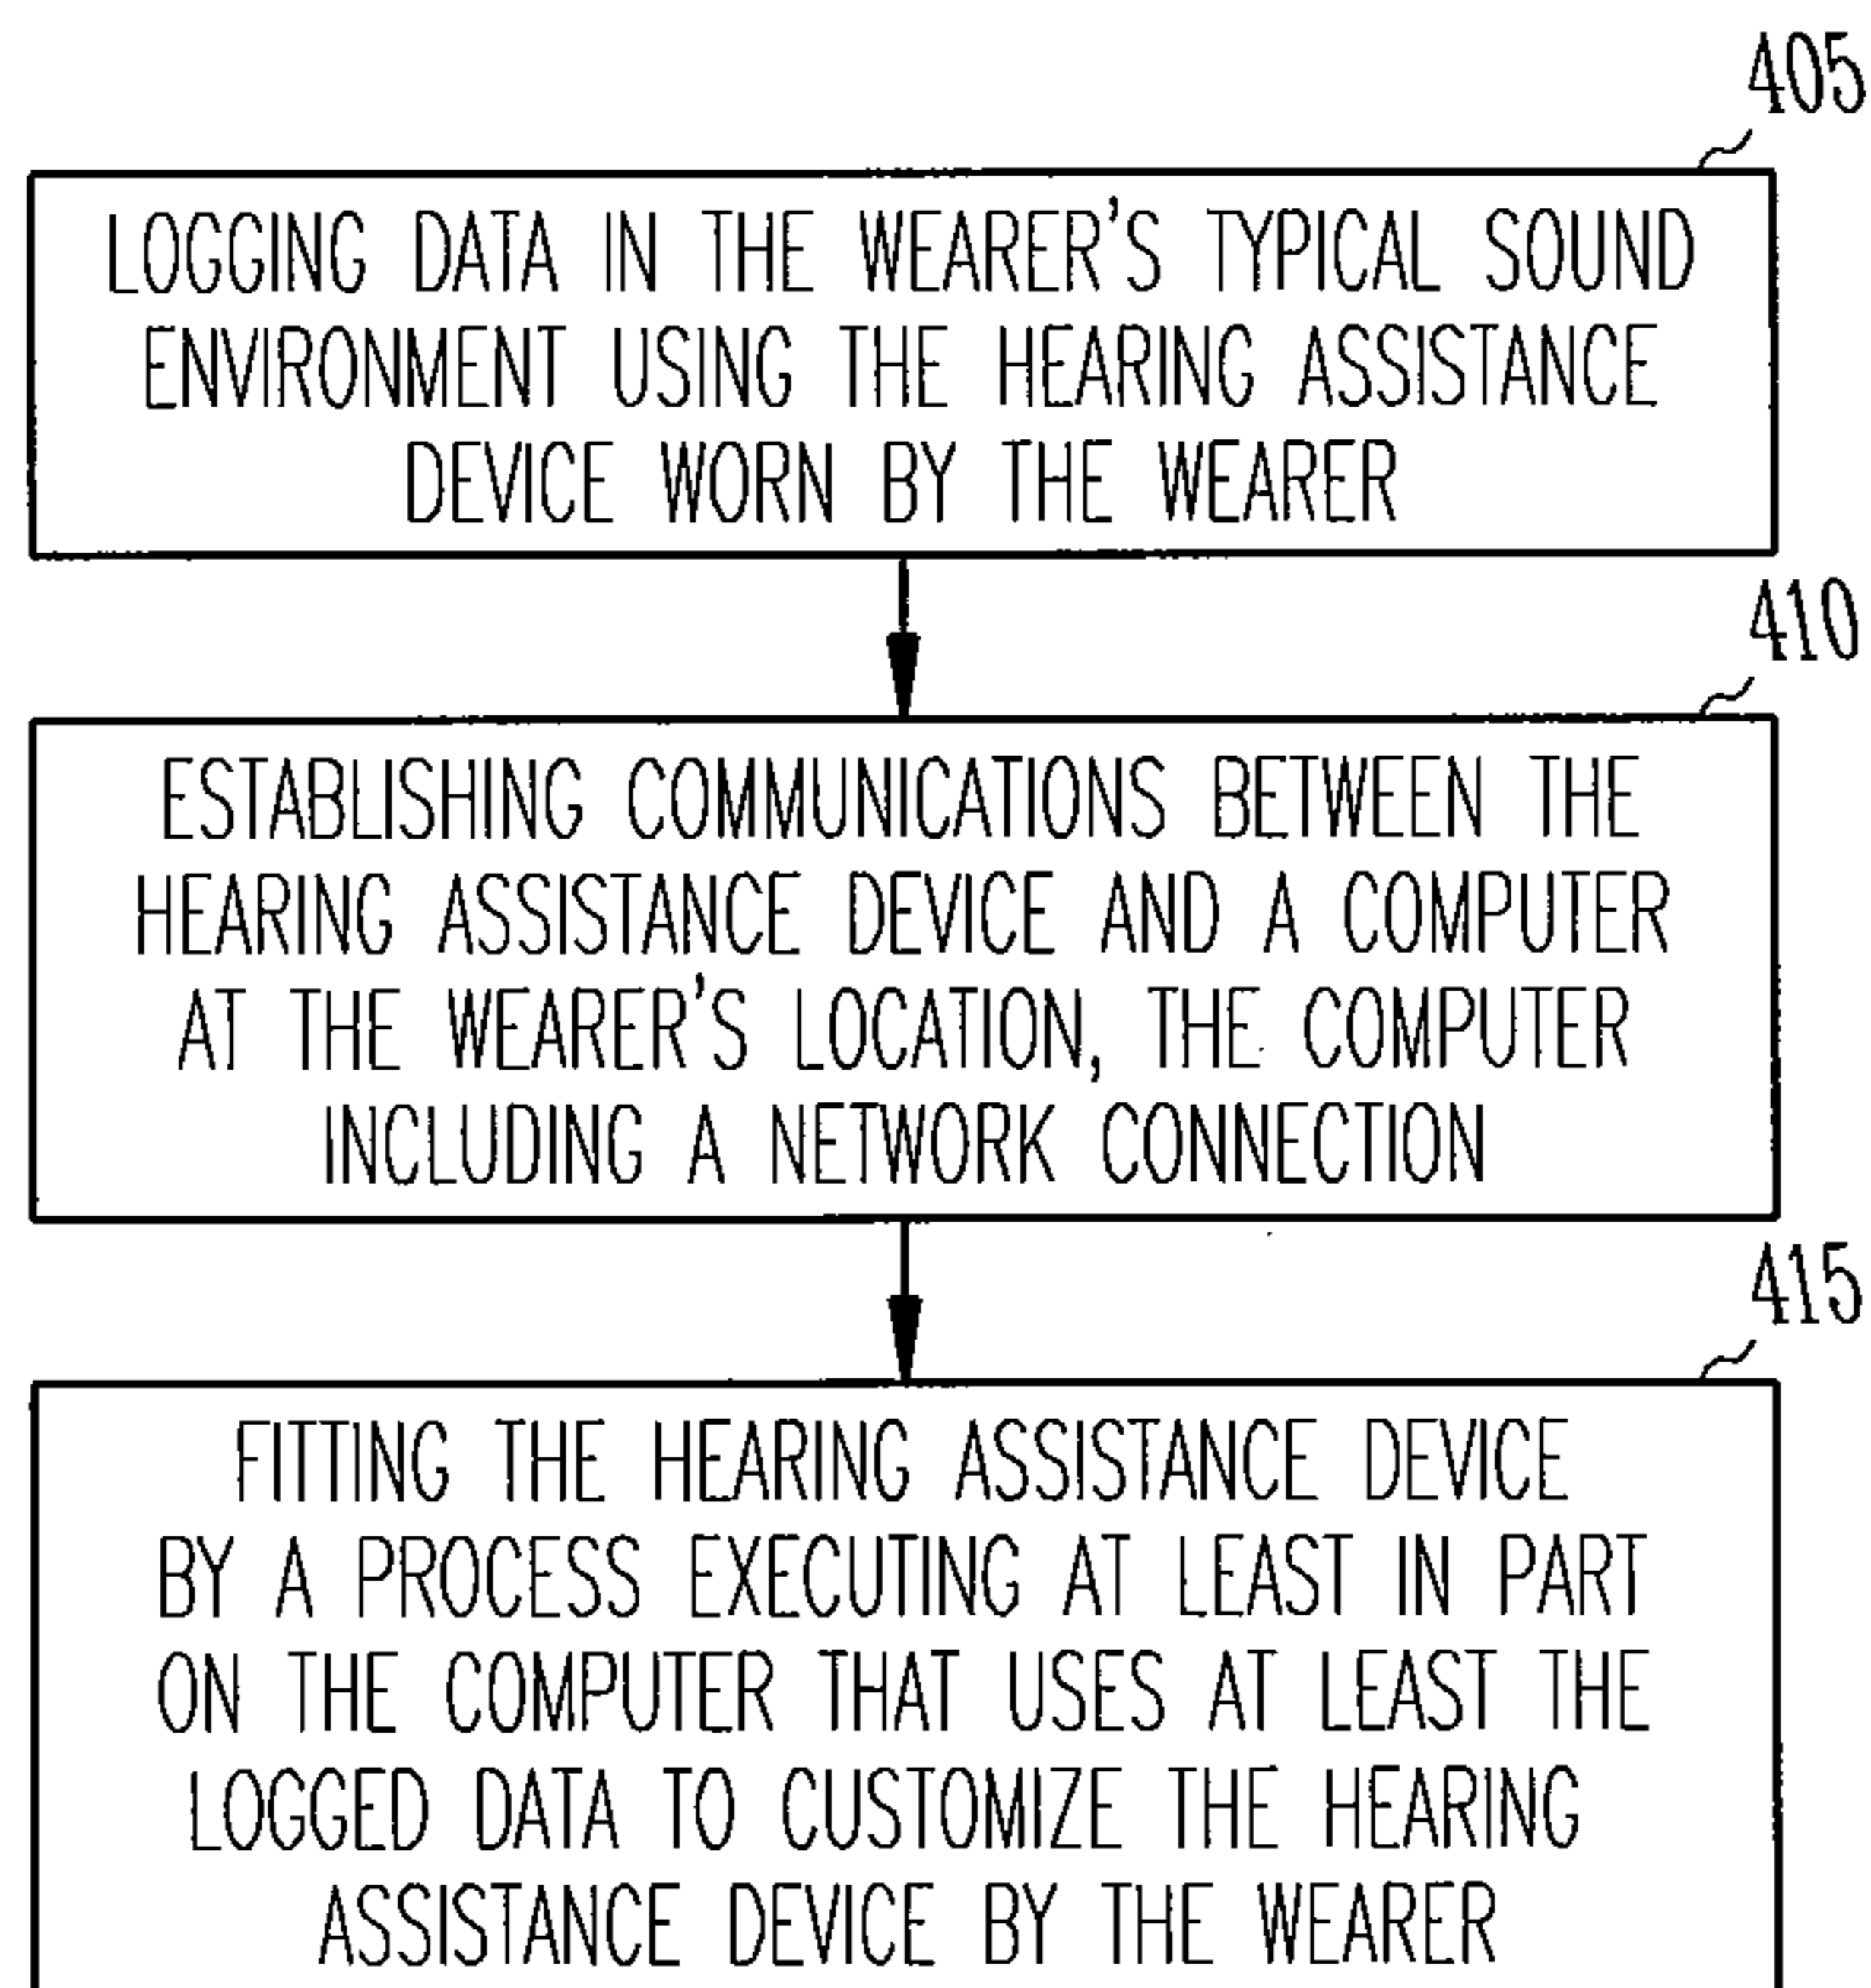 405
LOGGING DATA IN THE WEARER'S TYPICAL SOUND
ENVIRONMENT USING THE HEARING ASSISTANCE
DEVICE WORN BY THE WEARER
410
ESTABLISHING COMMUNICATIONS BETWEEN THE
HEARING ASSISTANCE DEVICE AND A COMPUTER
AT THE WEARER'S LOCATION, THE COMPUTER
INCLUDING A NETWORK CONNECTION
415
FITTING THE HEARING ASSISTANCE DEVICE
BY A PROCESS EXECUTING AT LEAST IN PART
ON THE COMPUTER THAT USES AT LEAST THE
LOGGED DATA TO CUSTOMIZE THE HEARING
ASSISTANCE DEVICE BY THE WEARER